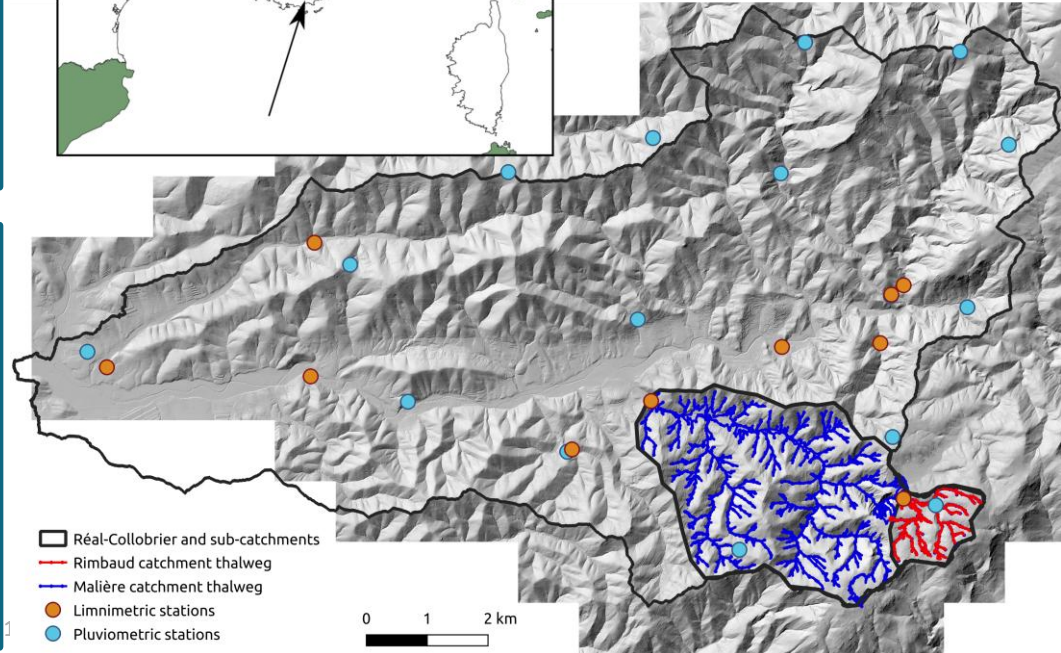 Réal-Collobrier and sub-catchments
Rimbaud catchment thalweg
Malière catchment thalweg
Limnimetric stations
Pluviometric stations
0 1 2 km
1